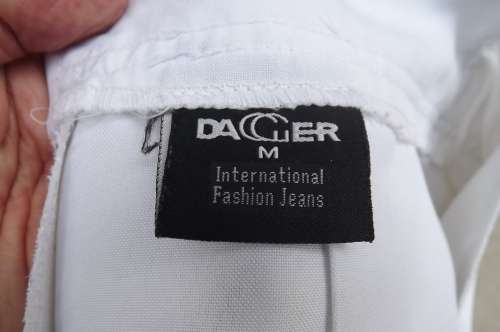 DAGGER
M
International
Fashion Jeans